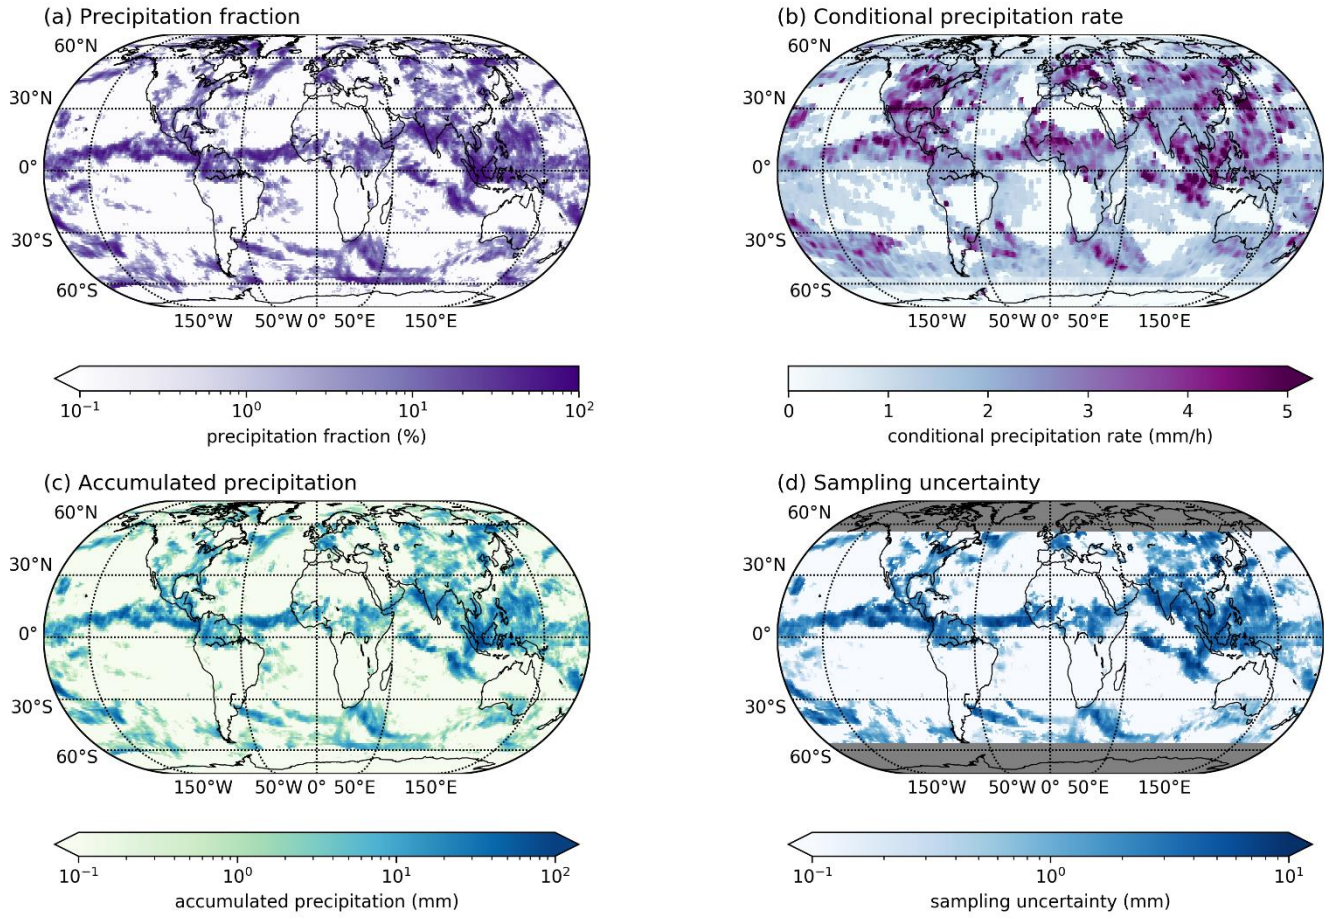 (a) Precipitation fraction
60°N
30°N
0°
30°S
60°S
150°W 50°W 0° 50°E 150°E
10⁻¹ 10⁰ 10¹ 10²
precipitation fraction (%)
(b) Conditional precipitation rate
60°N
30°N
0°
30°S
60°S
150°W 50°W 0° 50°E 150°E
0 1 2 3 4 5
conditional precipitation rate (mm/h)
(c) Accumulated precipitation
60°N
30°N
0°
30°S
60°S
150°W 50°W 0° 50°E 150°E
10⁻¹ 10⁰ 10¹ 10²
accumulated precipitation (mm)
(d) Sampling uncertainty
60°N
30°N
0°
30°S
60°S
150°W 50°W 0° 50°E 150°E
10⁻¹ 10⁰ 10¹
sampling uncertainty (mm)